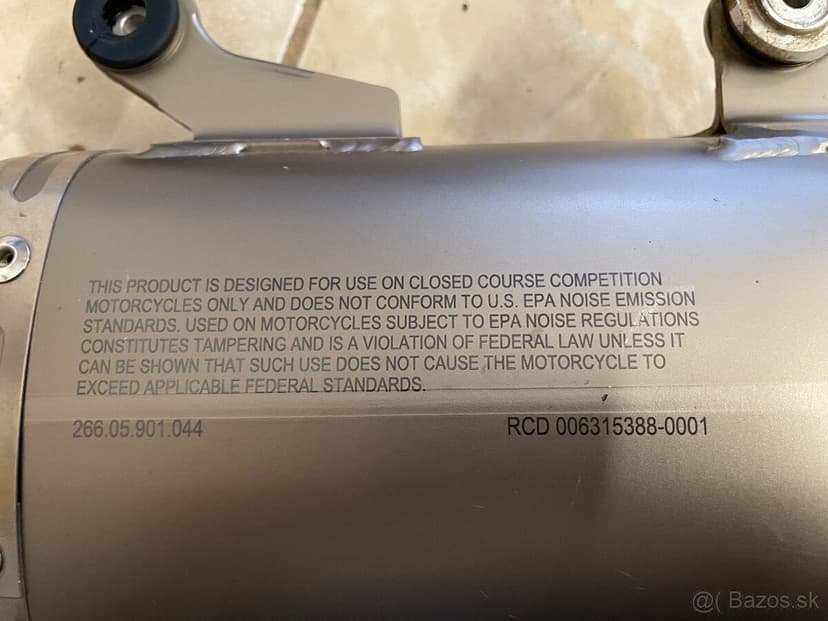 THIS PRODUCT IS DESIGNED FOR USE ON CLOSED COURSE COMPETITION
MOTORCYCLES ONLY AND DOES NOT CONFORM TO U.S. EPA NOISE EMISSION
STANDARDS. USED ON MOTORCYCLES SUBJECT TO EPA NOISE REGULATIONS
CONSTITUTES TAMPERING AND IS A VIOLATION OF FEDERAL LAW UNLESS IT
CAN BE SHOWN THAT SUCH USE DOES NOT CAUSE THE MOTORCYCLE TO
EXCEED APPLICABLE FEDERAL STANDARDS.
266.05.901.044 RCD 006315388-0001
@( Bazos.sk